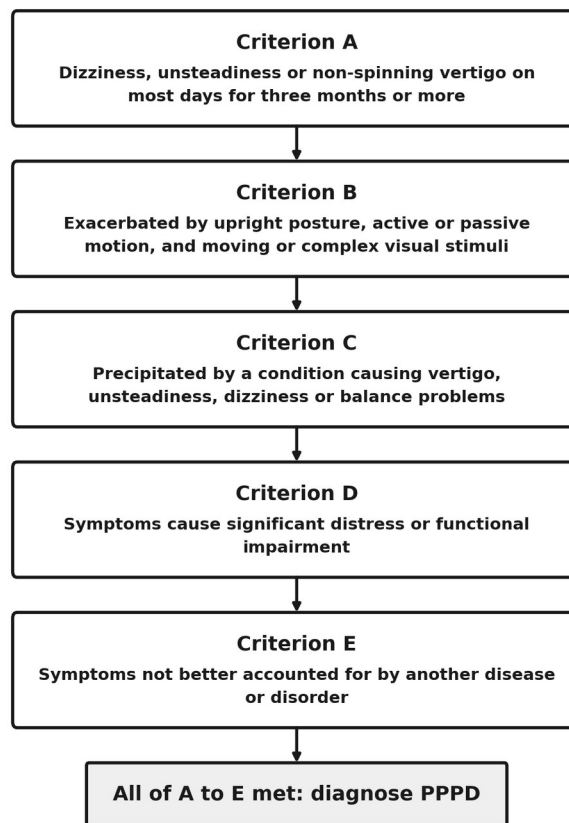 Criterion A
Dizziness, unsteadiness or non-spinning vertigo on
most days for three months or more
Criterion B
Exacerbated by upright posture, active or passive
motion, and moving or complex visual stimuli
Criterion C
Precipitated by a condition causing vertigo,
unsteadiness, dizziness or balance problems
Criterion D
Symptoms cause significant distress or functional
impairment
Criterion E
Symptoms not better accounted for by another disease
or disorder
All of A to E met: diagnose PPPD